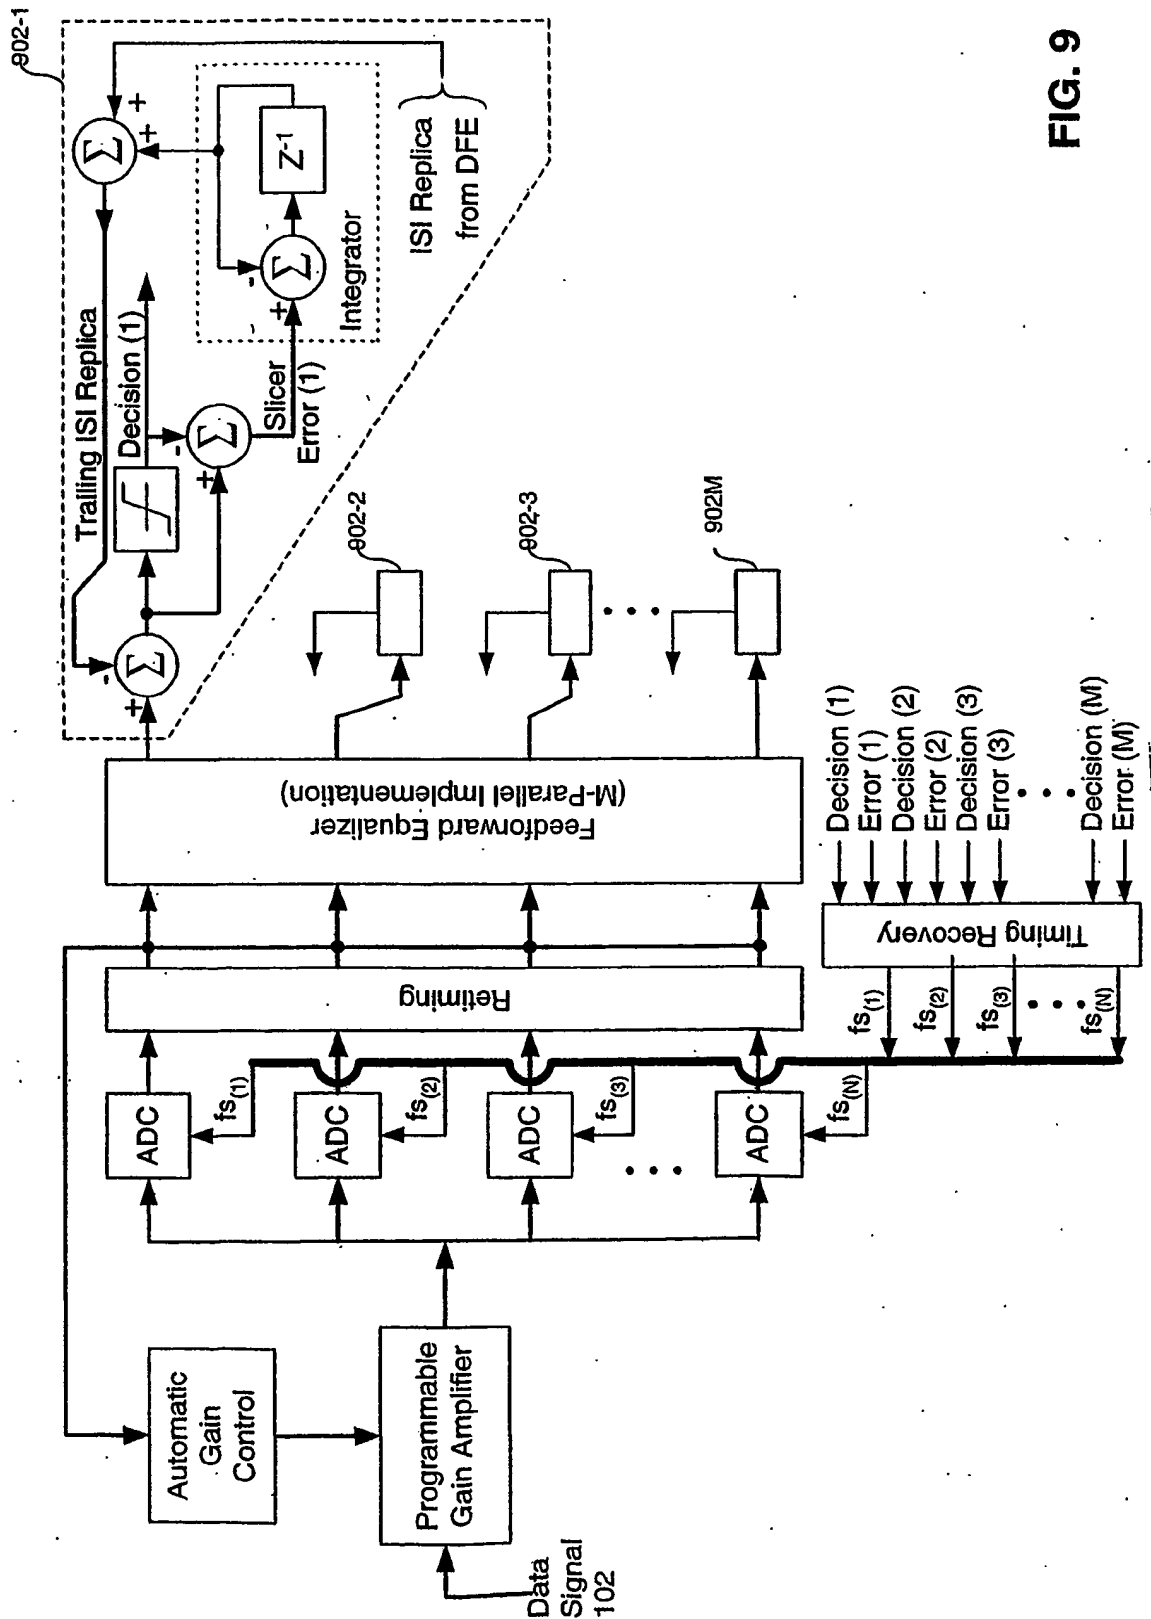 FIG. 9
902-1
Data
Signal
102
Automatic
Gain
Control
Programmable
Gain Amplifier
ADC
fs(1)
ADC
fs(2)
ADC
fs(3)
• • •
ADC
fs(N)
Retiming
Feedforward Equalizer
(M-Parallel Implementation)
+
-
Σ
Trailing ISI Replica
Decision (1)
+
-
Σ
Slicer
Error (1)
+
-
Σ
Z-1
Integrator
Σ
+
+
ISI Replica
from DFE
902-2
902-3
• • •
902M
Timing Recovery
fs(1)
fs(2)
fs(3)
• • •
fs(N)
Decision (1)
Error (1)
Decision (2)
Error (2)
Decision (3)
Error (3)
• • •
Decision (M)
Error (M)